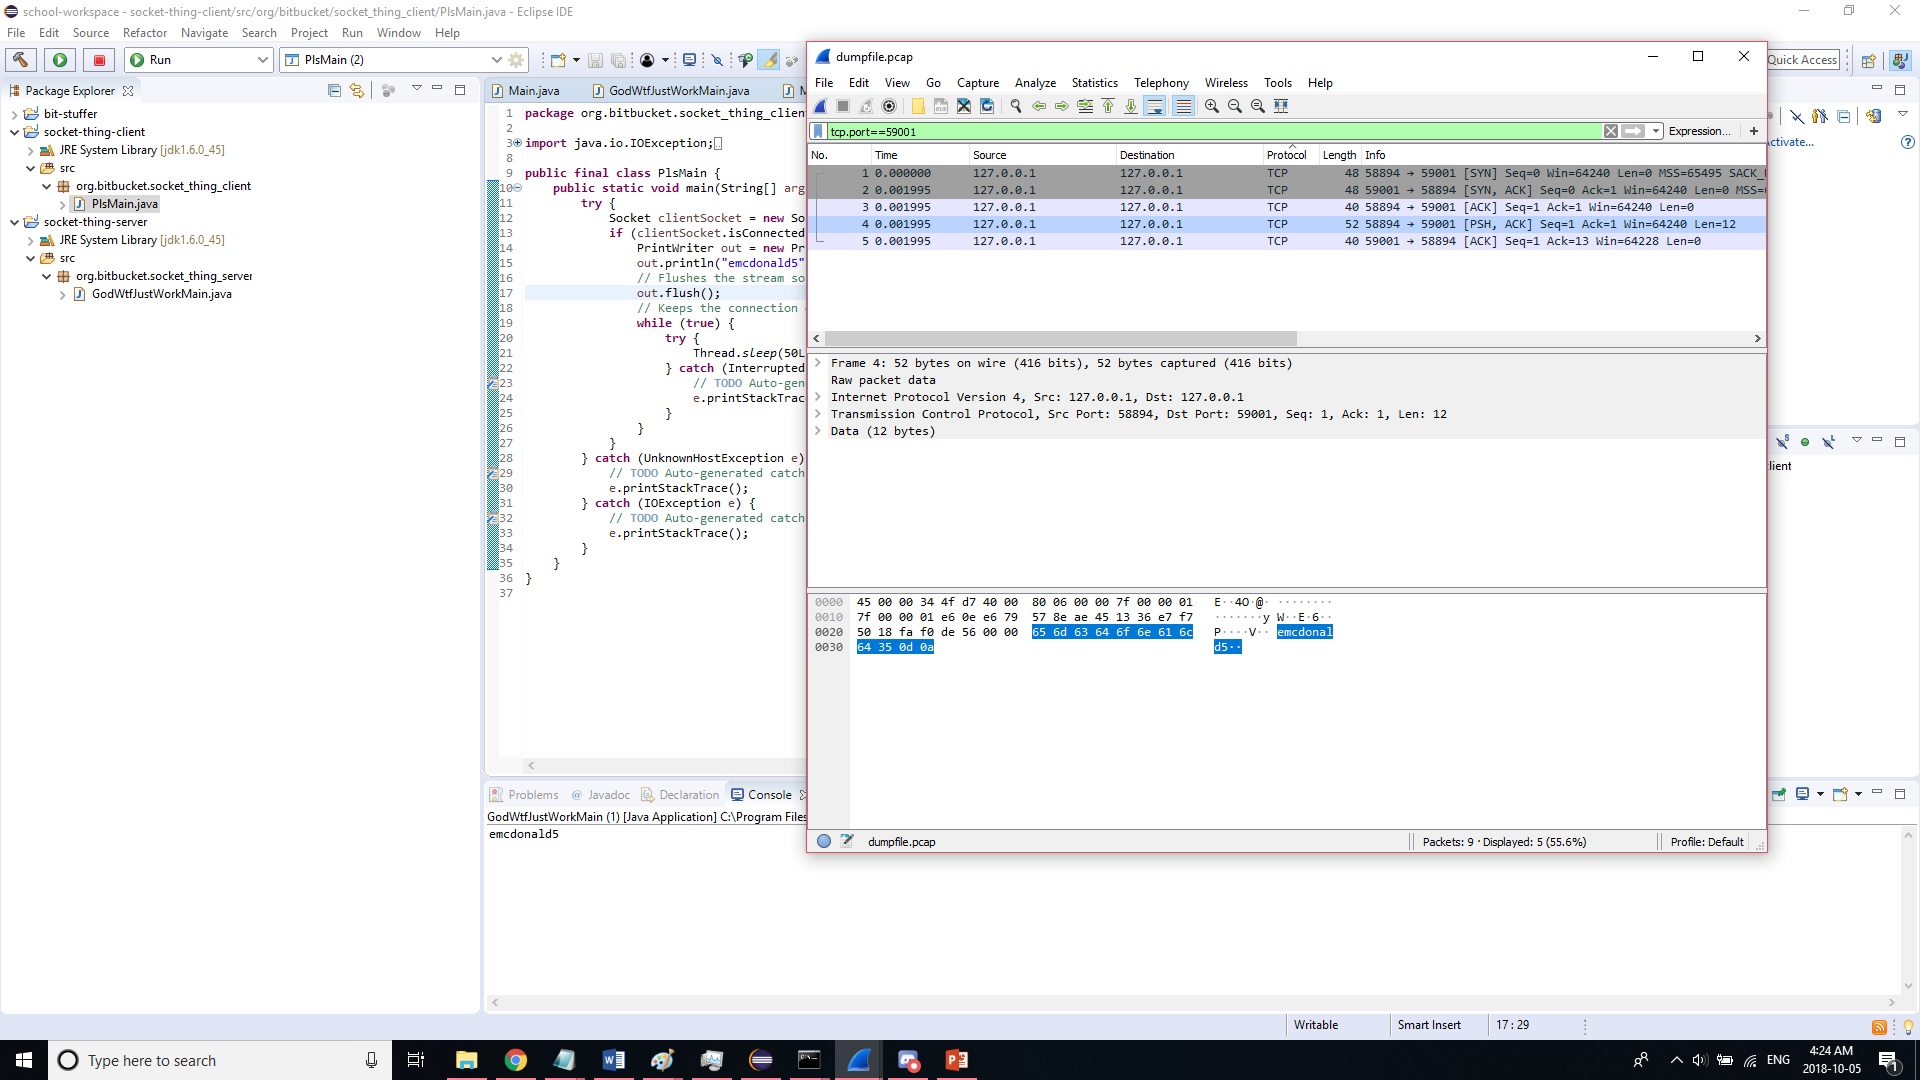 school-workspace - socket-thing-client/src/org/bitbucket/socket_thing_client/PlsMain.java - Eclipse IDE
File Edit Source Refactor Navigate Search Project Run Window Help
Run
PlsMain (2)
Quick Access
Package Explorer
bit-stuffer
socket-thing-client
JRE System Library [jdk1.6.0_45]
src
org.bitbucket.socket_thing_client
PlsMain.java
socket-thing-server
JRE System Library [jdk1.6.0_45]
src
org.bitbucket.socket_thing_server
GodWtfJustWorkMain.java
Main.java GodWtfJustWorkMain.java
1 package org.bitbucket.socket_thing_clien
2
3 import java.io.IOException;
8
9 public final class PlsMain {
10 public static void main(String[] arg
11 try {
12 Socket clientSocket = new So
13 if (clientSocket.isConnected
14 PrintWriter out = new Pr
15 out.println("emcdonald5"
16 // Flushes the stream so
17 out.flush();
18 // Keeps the connection
19 while (true) {
20 try {
21 Thread.sleep(50L
22 } catch (Interrupted
23 // TODO Auto-gen
24 e.printStackTrac
25 }
26 }
27 }
28 } catch (UnknownHostException e)
29 // TODO Auto-generated catch
30 e.printStackTrace();
31 } catch (IOException e) {
32 // TODO Auto-generated catch
33 e.printStackTrace();
34 }
35 }
36 }
37
Problems Javadoc Declaration Console
GodWtfJustWorkMain (1) [Java Application] C:\Program Files
emcdonald5
dumpfile.pcap
File Edit View Go Capture Analyze Statistics Telephony Wireless Tools Help
tcp.port==59001
Expression... +
No. Time Source Destination Protocol Length Info
1 0.000000 127.0.0.1 127.0.0.1 TCP 48 58894 → 59001 [SYN] Seq=0 Win=64240 Len=0 MSS=65495 SACK_
2 0.001995 127.0.0.1 127.0.0.1 TCP 48 59001 → 58894 [SYN, ACK] Seq=0 Ack=1 Win=64240 Len=0 MSS=
3 0.001995 127.0.0.1 127.0.0.1 TCP 40 58894 → 59001 [ACK] Seq=1 Ack=1 Win=64240 Len=0
4 0.001995 127.0.0.1 127.0.0.1 TCP 52 58894 → 59001 [PSH, ACK] Seq=1 Ack=1 Win=64240 Len=12
5 0.001995 127.0.0.1 127.0.0.1 TCP 40 59001 → 58894 [ACK] Seq=1 Ack=13 Win=64228 Len=0
Frame 4: 52 bytes on wire (416 bits), 52 bytes captured (416 bits)
Raw packet data
Internet Protocol Version 4, Src: 127.0.0.1, Dst: 127.0.0.1
Transmission Control Protocol, Src Port: 58894, Dst Port: 59001, Seq: 1, Ack: 1, Len: 12
Data (12 bytes)
0000 45 00 00 34 4f d7 40 00 80 06 00 00 7f 00 00 01 E··4O·@· ········
0010 7f 00 00 01 e6 0e e6 79 57 8e ae 45 13 36 e7 f7 ·······y W··E·6··
0020 50 18 fa f0 de 56 00 00 65 6d 63 64 6f 6e 61 6c P····V·· emcdonal
0030 64 35 0d 0a d5··
dumpfile.pcap
Packets: 9 · Displayed: 5 (55.6%)
Profile: Default
ctivate...
lient
Writable
Smart Insert
17 : 29
Type here to search
ENG
4:24 AM
2018-10-05
1